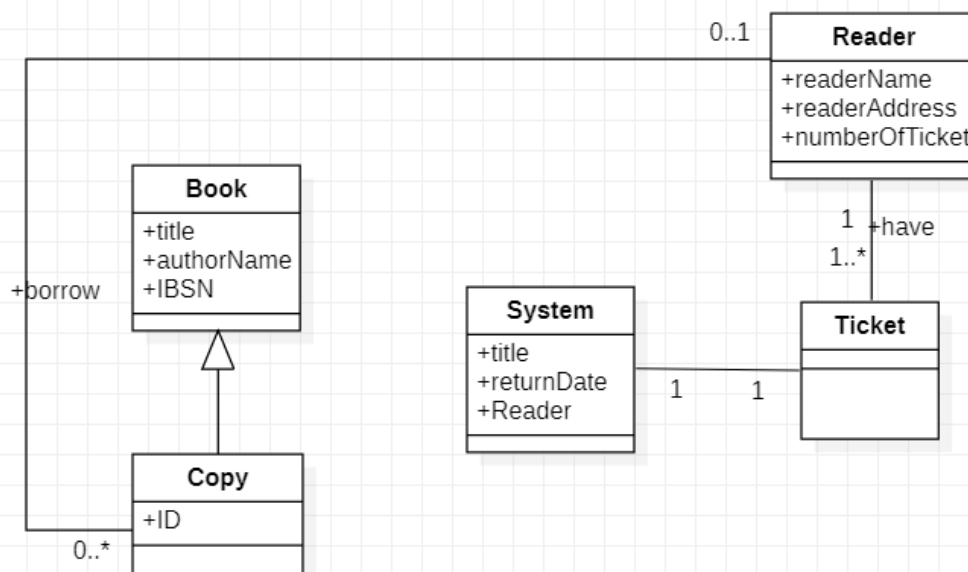 0..1
Reader
+readerName
+readerAddress
+numberOfTicket
Book
+title
+authorName
+IBSN
1
+have
1..*
+borrow
System
+title
+returnDate
+Reader
Ticket
1
1
Copy
+ID
0..*